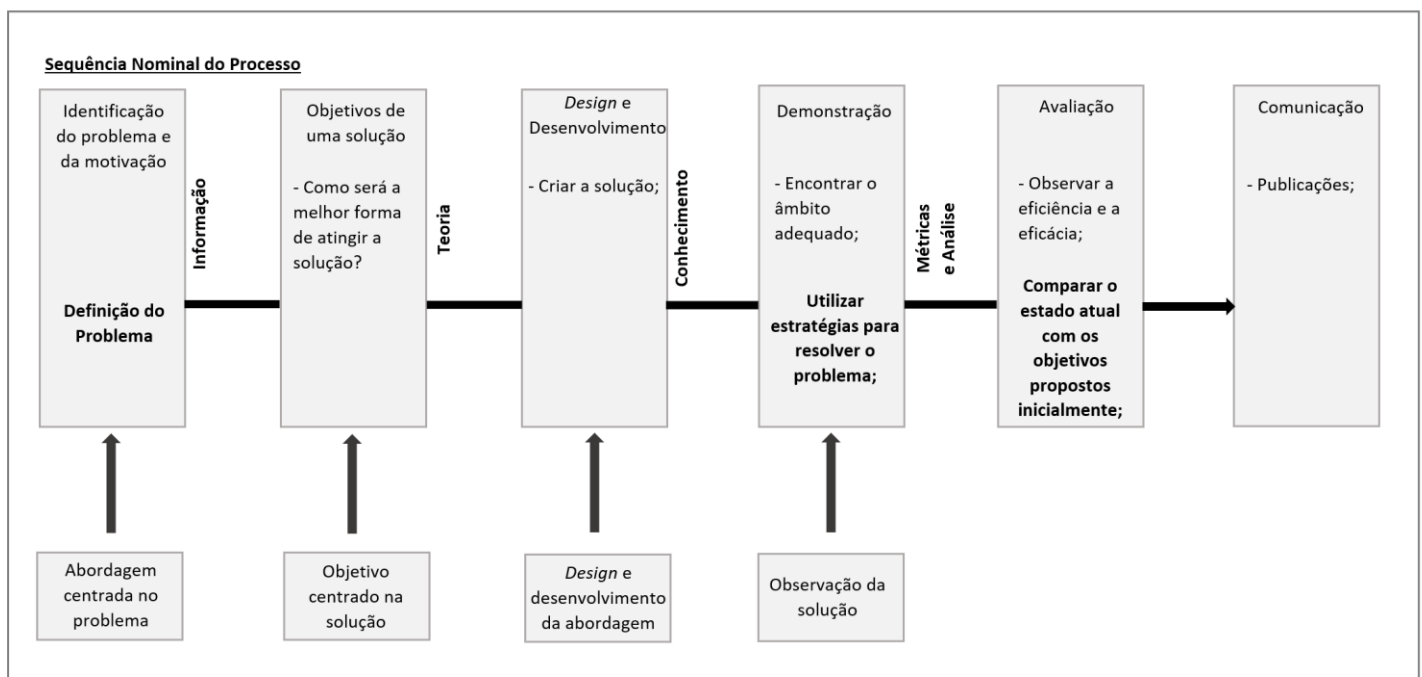 Sequência Nominal do Processo
Identificação
do problema e
da motivação
Definição do
Problema
Informação
Objetivos de
uma solução
- Como será a
melhor forma
de atingir a
solução?
Teoria
Design e
Desenvolvimento
- Criar a solução;
Conhecimento
Demonstração
- Encontrar o
âmbito
adequado;
Utilizar
estratégias para
resolver o
problema;
Métricas
e Análise
Avaliação
- Observar a
eficiência e a
eficácia;
Comparar o
estado atual
com os
objetivos
propostos
inicialmente;
Comunicação
- Publicações;
Abordagem
centrada no
problema
Objetivo
centrado na
solução
Design e
desenvolvimento
da abordagem
Observação da
solução